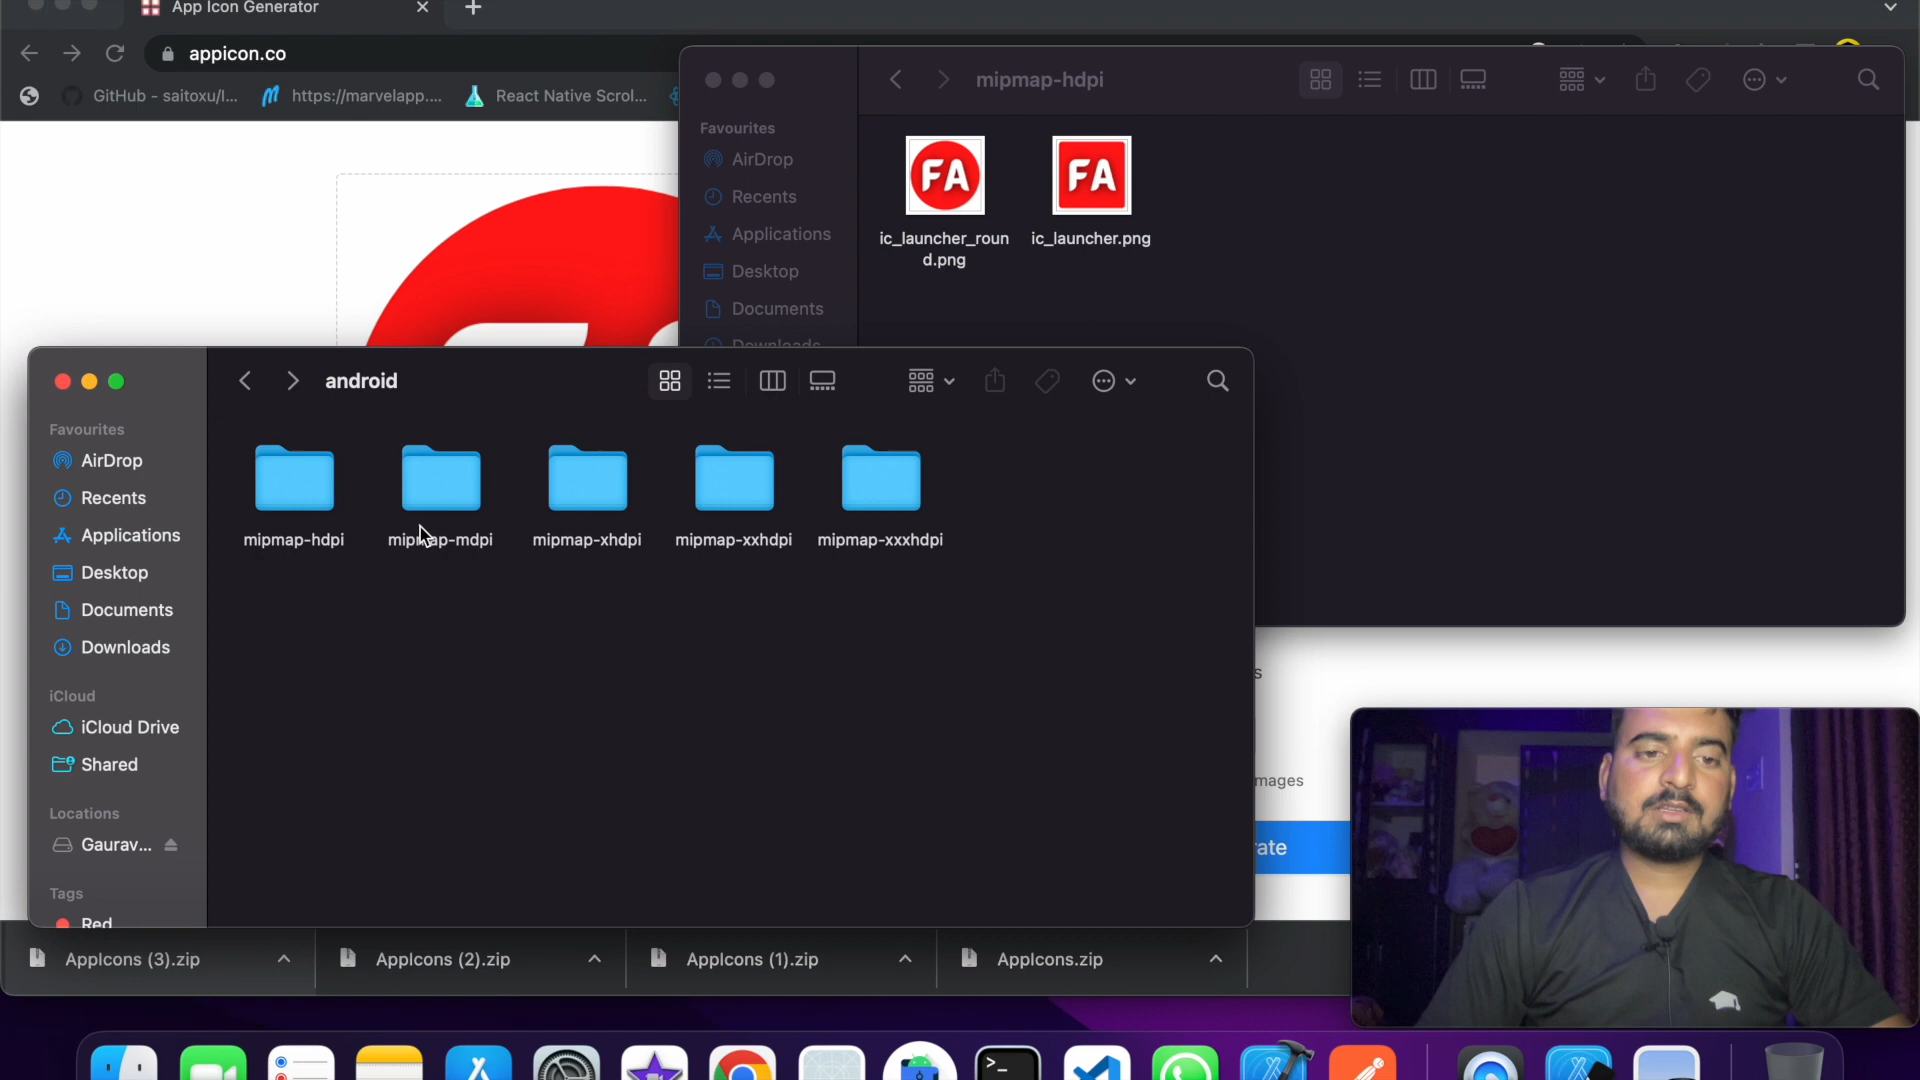 App Icon Generator
appicon.co
GitHub - saitoxu/I...
https://marvelapp....
React Native Scrol...
mipmap-hdpi
Favourites
AirDrop
Recents
Applications
Desktop
Documents
Downloads
FA
FA
ic_launcher_roun
d.png
ic_launcher.png
android
Favourites
AirDrop
Recents
Applications
Desktop
Documents
Downloads
iCloud
iCloud Drive
Shared
Locations
Gaurav...
Tags
Red
mipmap-hdpi
mipmap-mdpi
mipmap-xhdpi
mipmap-xxhdpi
mipmap-xxxhdpi
s
mages
rate
AppIcons (3).zip
AppIcons (2).zip
AppIcons (1).zip
AppIcons.zip